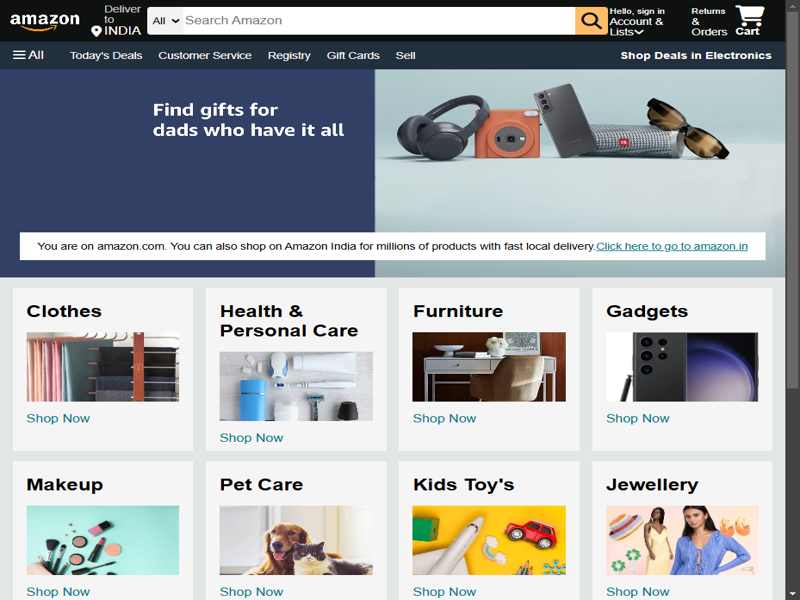 amazon
Deliver
to
INDIA
All
Search Amazon
Hello, sign in
Account &
Lists
Returns
&
Orders
Cart
All
Today's Deals
Customer Service
Registry
Gift Cards
Sell
Shop Deals in Electronics
Find gifts for
dads who have it all
JBL
You are on amazon.com. You can also shop on Amazon India for millions of products with fast local delivery.Click here to go to amazon.in
Clothes
Shop Now
Health &
Personal Care
Shop Now
Furniture
Shop Now
Gadgets
Shop Now
Makeup
Shop Now
Pet Care
Shop Now
Kids Toy's
Shop Now
Jewellery
Shop Now